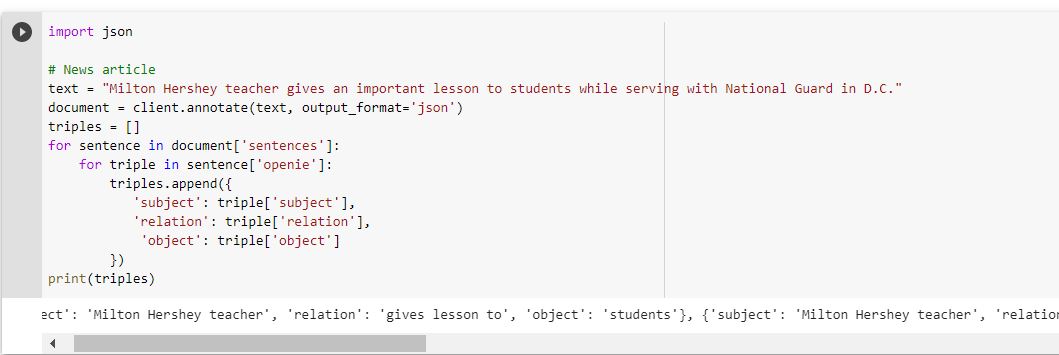 import json
# News article
text = "Milton Hershey teacher gives an important lesson to students while serving with National Guard in D.C."
document = client.annotate(text, output_format='json')
triples = []
for sentence in document['sentences']:
    for triple in sentence['openie']:
        triples.append({
           'subject': triple['subject'],
           'relation': triple['relation'],
            'object': triple['object']
        })
print(triples)
ect': 'Milton Hershey teacher', 'relation': 'gives lesson to', 'object': 'students'}, {'subject': 'Milton Hershey teacher', 'relation